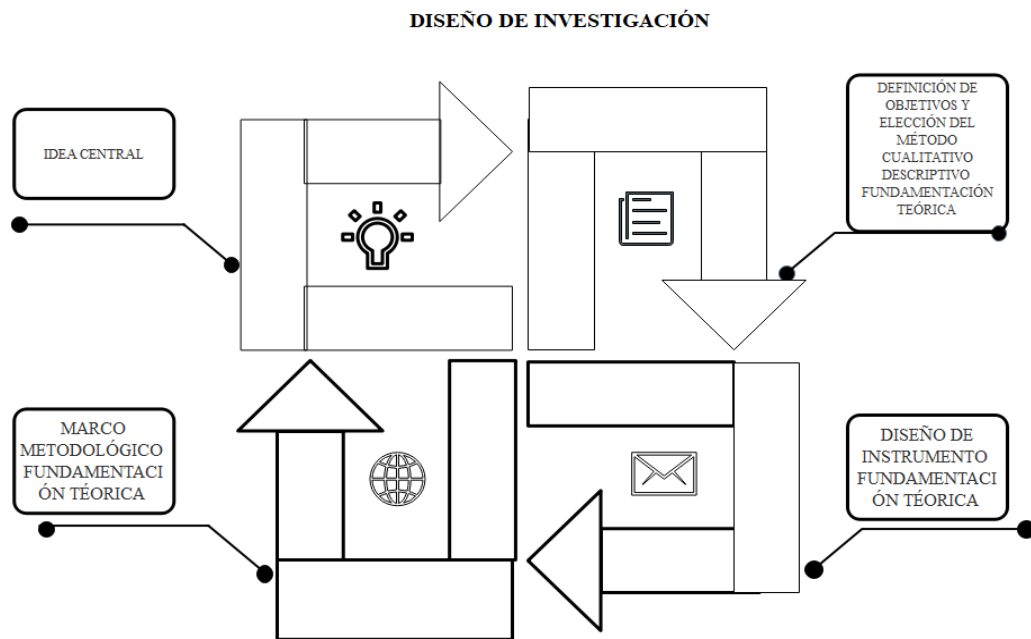 DISEÑO DE INVESTIGACIÓN
IDEA CENTRAL
DEFINICIÓN DE
OBJETIVOS Y
ELECCIÓN DEL
MÉTODO
CUALITATIVO
DESCRIPTIVO
FUNDAMENTACIÓN
TEÓRICA
MARCO
METODOLÓGICO
FUNDAMENTACI
ÓN TÉORICA
DISEÑO DE
INSTRUMENTO
FUNDAMENTACI
ÓN TEÓRICA